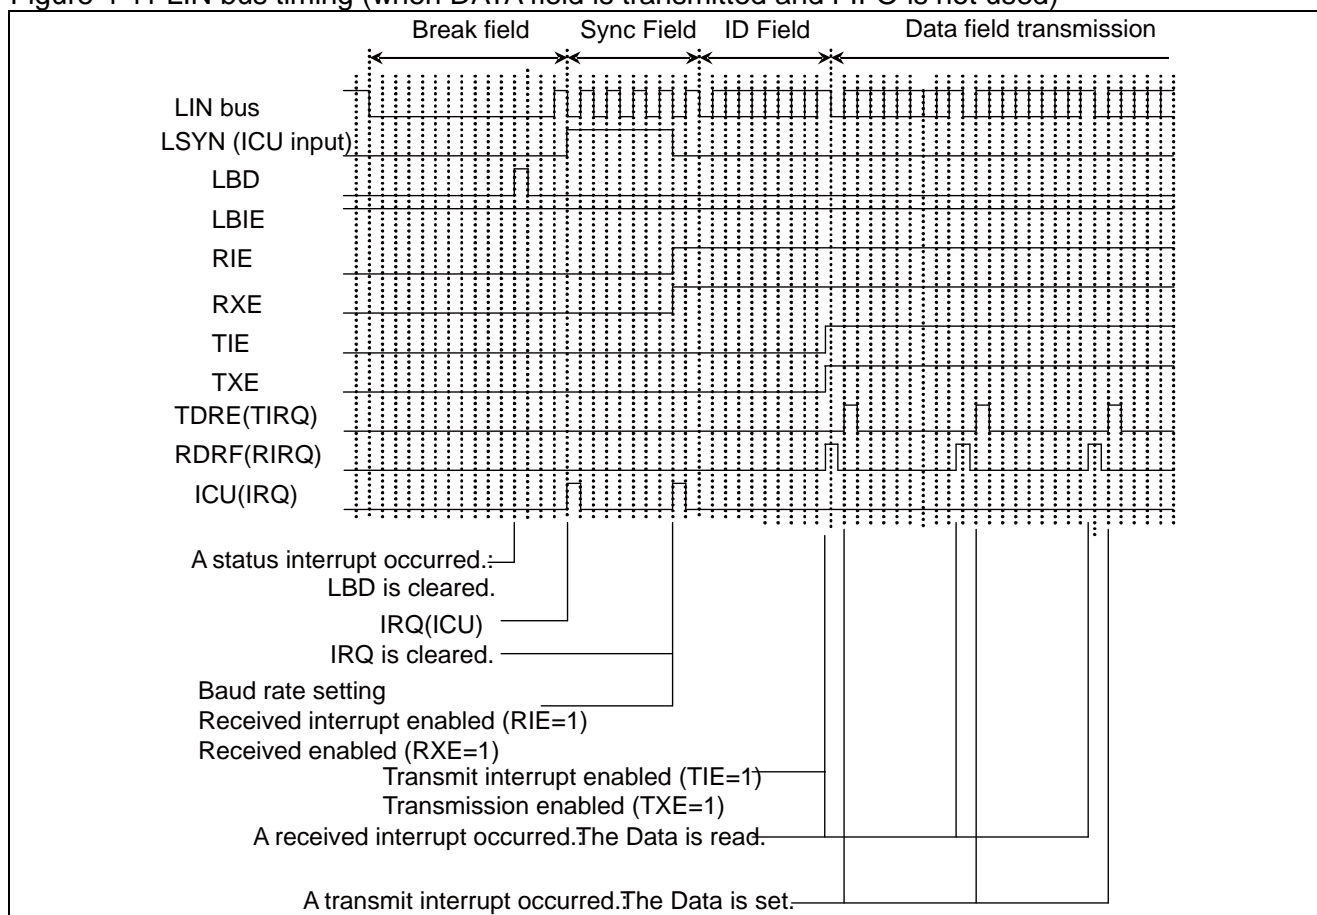 Figure 4-11 LIN bus timing (when DATA field is transmitted and FIFO is not used)
Break field Sync Field ID Field Data field transmission
LIN bus
LSYN (ICU input)
LBD
LBIE
RIE
RXE
TIE
TXE
TDRE(TIRQ)
RDRF(RIRQ)
ICU(IRQ)
A status interrupt occurred.:
LBD is cleared.
IRQ(ICU)
IRQ is cleared.
Baud rate setting
Received interrupt enabled (RIE=1)
Received enabled (RXE=1)
Transmit interrupt enabled (TIE=1)
Transmission enabled (TXE=1)
A received interrupt occurred.:The Data is read.
A transmit interrupt occurred.:The Data is set.